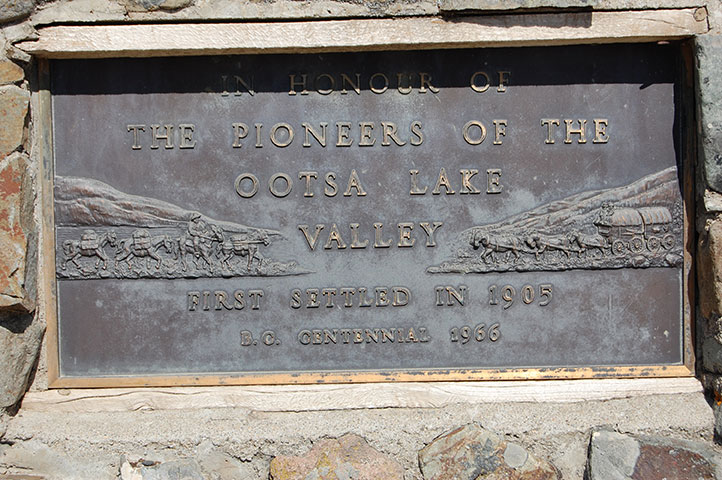 IN HONOUR OF
THE PIONEERS OF THE
OOTSA LAKE
VALLEY
FIRST SETTLED IN 1905
B.C. CENTENNIAL 1966